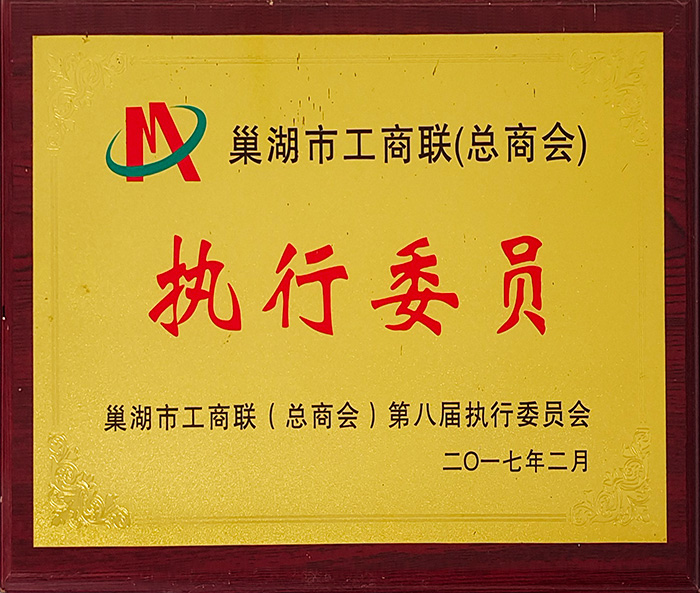 巢湖市工商联(总商会)
执行委员
巢湖市工商联（总商会）第八届执行委员会
二〇一七年二月